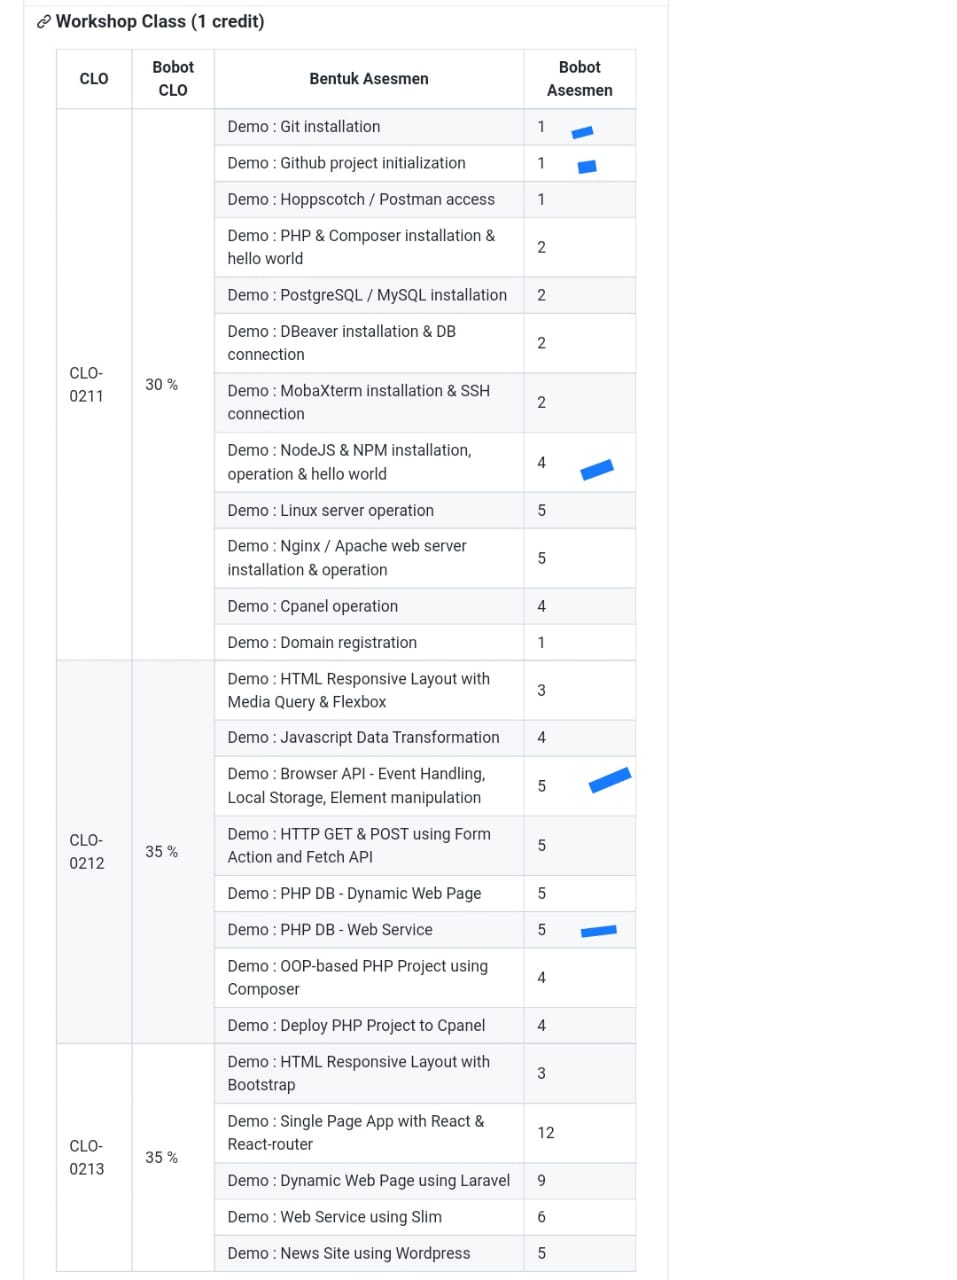 Workshop Class (1 credit)
CLO
Bobot
CLO
Bentuk Asesmen
Bobot
Asesmen
CLO-
0211
30 %
Demo : Git installation
1
Demo : Github project initialization
1
Demo : Hoppscotch / Postman access
1
Demo : PHP & Composer installation &
hello world
2
Demo : PostgreSQL / MySQL installation
2
Demo : DBeaver installation & DB
connection
2
Demo : MobaXterm installation & SSH
connection
2
Demo : NodeJS & NPM installation,
operation & hello world
4
Demo : Linux server operation
5
Demo : Nginx / Apache web server
installation & operation
5
Demo : Cpanel operation
4
Demo : Domain registration
1
CLO-
0212
35 %
Demo : HTML Responsive Layout with
Media Query & Flexbox
3
Demo : Javascript Data Transformation
4
Demo : Browser API - Event Handling,
Local Storage, Element manipulation
5
Demo : HTTP GET & POST using Form
Action and Fetch API
5
Demo : PHP DB - Dynamic Web Page
5
Demo : PHP DB - Web Service
5
Demo : OOP-based PHP Project using
Composer
4
Demo : Deploy PHP Project to Cpanel
4
CLO-
0213
35 %
Demo : HTML Responsive Layout with
Bootstrap
3
Demo : Single Page App with React &
React-router
12
Demo : Dynamic Web Page using Laravel
9
Demo : Web Service using Slim
6
Demo : News Site using Wordpress
5